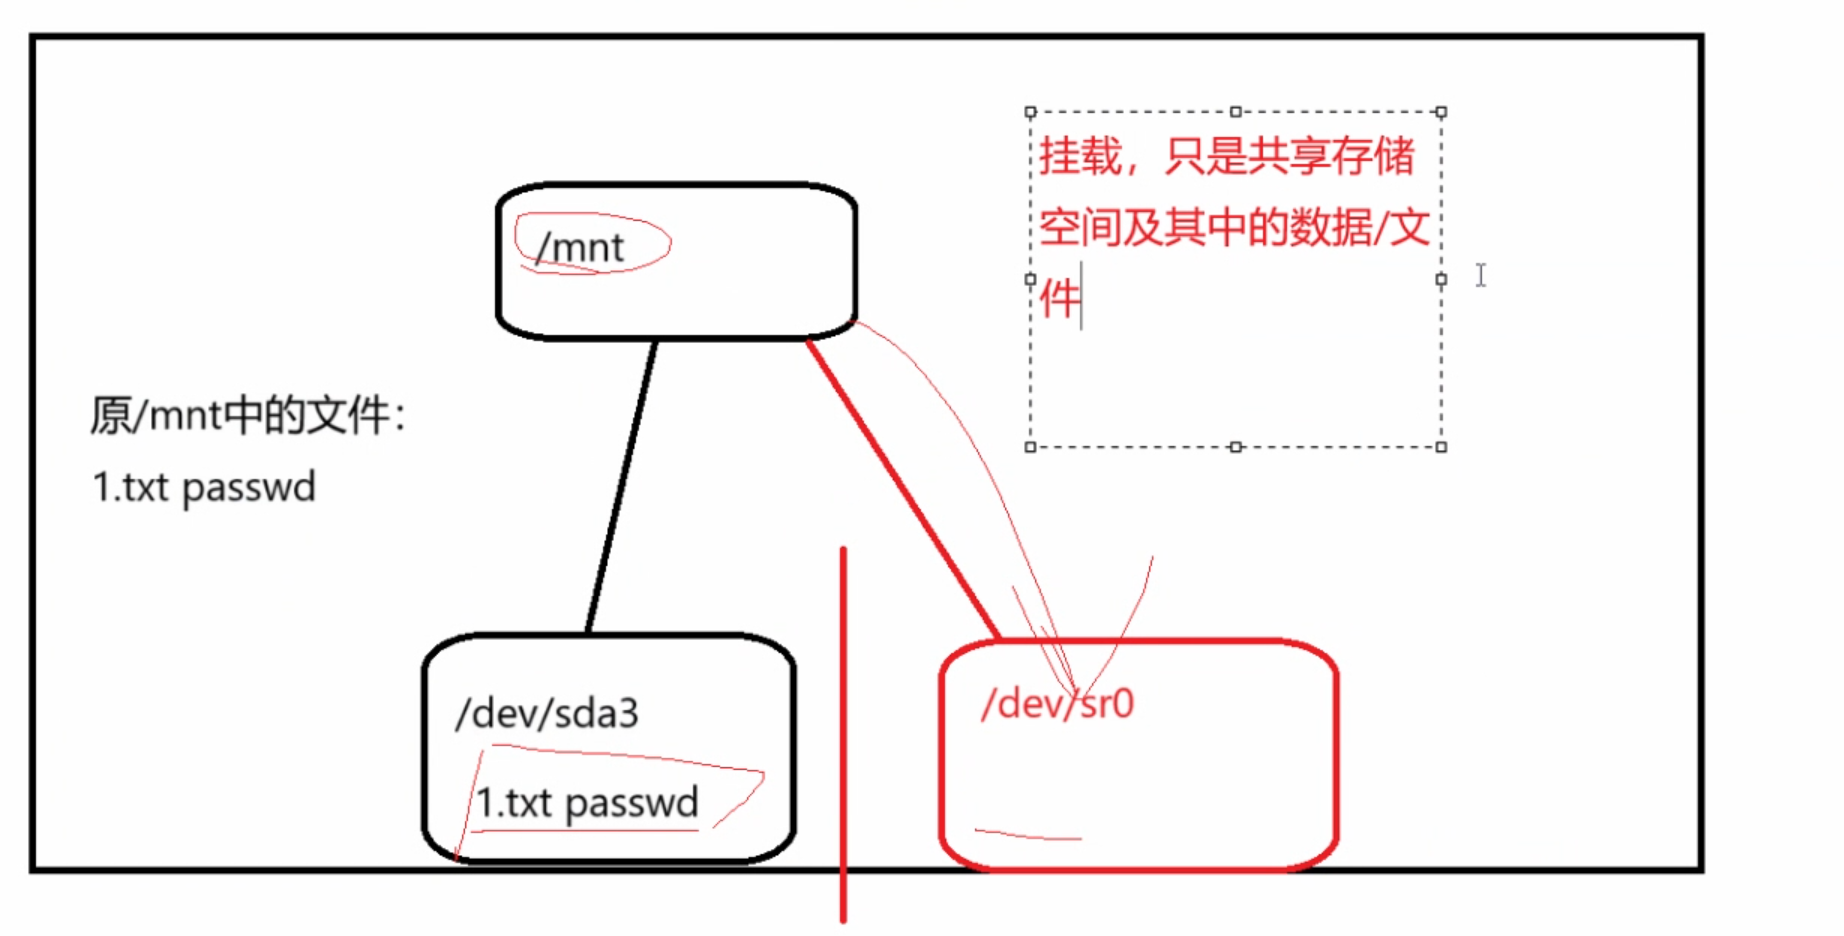 /mnt
挂载，只是共享存储
空间及其中的数据/文
件
原/mnt中的文件：
1.txt passwd
/dev/sda3
1.txt passwd
/dev/sr0